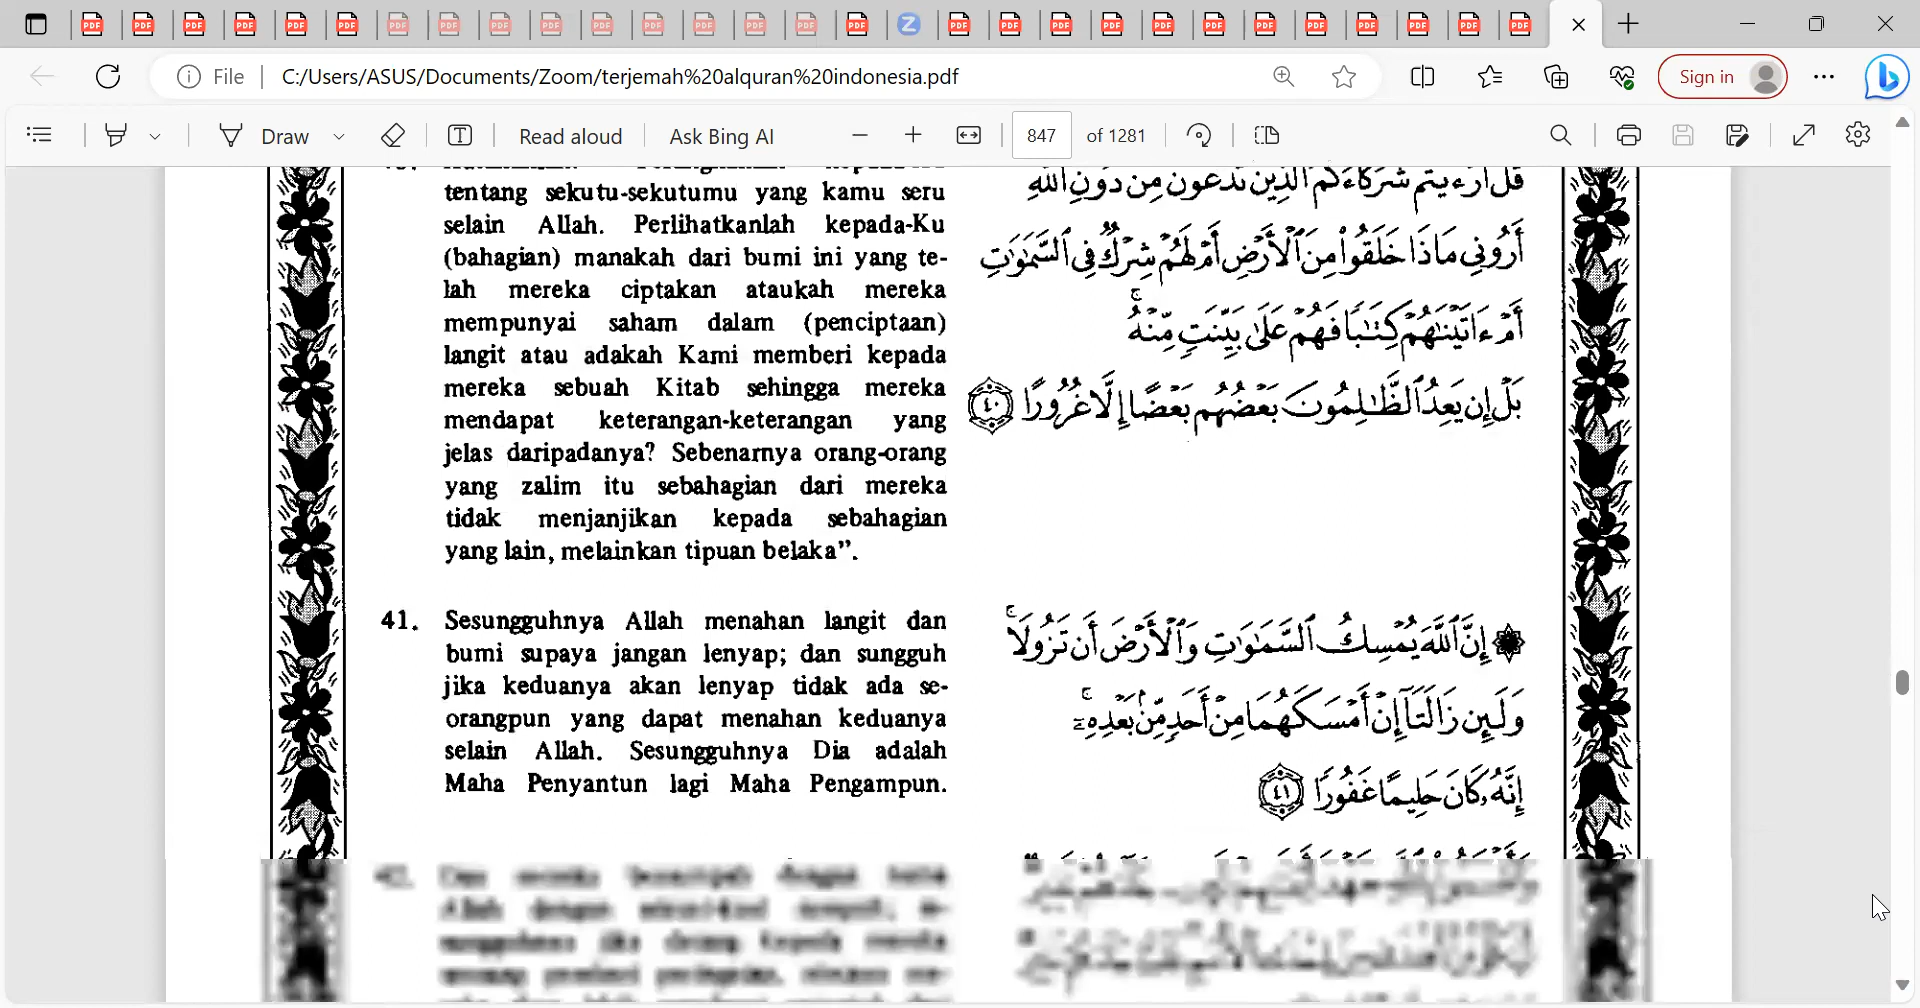 File
C:/Users/ASUS/Documents/Zoom/terjemah%20alquran%20indonesia.pdf
Sign in
Draw
Read aloud
Ask Bing AI
847
of 1281
tentang sekutu-sekutumu yang kamu seru
selain Allah. Perlihatkanlah kepada-Ku
(bahagian) manakah dari bumi ini yang te-
lah mereka ciptakan ataukah mereka
mempunyai saham dalam (penciptaan)
langit atau adakah Kami memberi kepada
mereka sebuah Kitab sehingga mereka
mendapat keterangan-keterangan yang
jelas daripadanya? Sebenarnya orang-orang
yang zalim itu sebahagian dari mereka
tidak menjanjikan kepada sebahagian
yang lain, melainkan tipuan belaka”.
قُلْ أَرَءَيْتُمْ شُرَكَاءَكُمُ ٱلَّذِينَ تَدْعُونَ مِن دُونِ ٱللَّهِ
أَرُونِي مَاذَا خَلَقُوا۟ مِنَ ٱلْأَرْضِ أَمْ لَهُمْ شِرْكٌ فِي ٱلسَّمَٰوَٰتِ
أَمْ ءَاتَيْنَٰهُمْ كِتَٰبًا فَهُمْ عَلَىٰ بَيِّنَتٍ مِّنْهُ ۚ
بَلْ إِن يَعِدُ ٱلظَّٰلِمُونَ بَعْضُهُم بَعْضًا إِلَّا غُرُورًا ٤٠
41. Sesungguhnya Allah menahan langit dan
bumi supaya jangan lenyap; dan sungguh
jika keduanya akan lenyap tidak ada se-
orangpun yang dapat menahan keduanya
selain Allah. Sesungguhnya Dia adalah
Maha Penyantun lagi Maha Pengampun.
۞ إِنَّ ٱللَّهَ يُمْسِكُ ٱلسَّمَٰوَٰتِ وَٱلْأَرْضَ أَن تَزُولَا ۚ
وَلَئِن زَالَتَآ إِنْ أَمْسَكَهُمَا مِنْ أَحَدٍ مِّنۢ بَعْدِهِۦٓ ۚ
إِنَّهُۥ كَانَ حَلِيمًا غَفُورًا ٤١